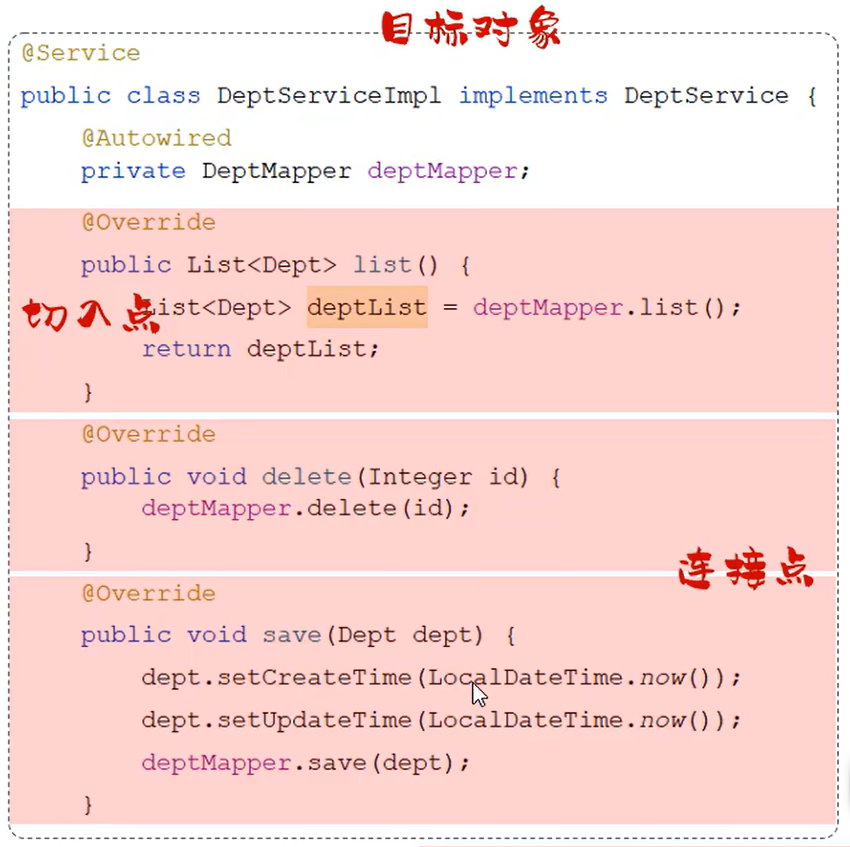 目标对象
@Service
public class DeptServiceImpl implements DeptService {
@Autowired
private DeptMapper deptMapper;
@Override
public List<Dept> list() {
切入点
List<Dept> deptList = deptMapper.list();
return deptList;
}
@Override
public void delete(Integer id) {
deptMapper.delete(id);
}
连接点
@Override
public void save(Dept dept) {
dept.setCreateTime(LocalDateTime.now());
dept.setUpdateTime(LocalDateTime.now());
deptMapper.save(dept);
}